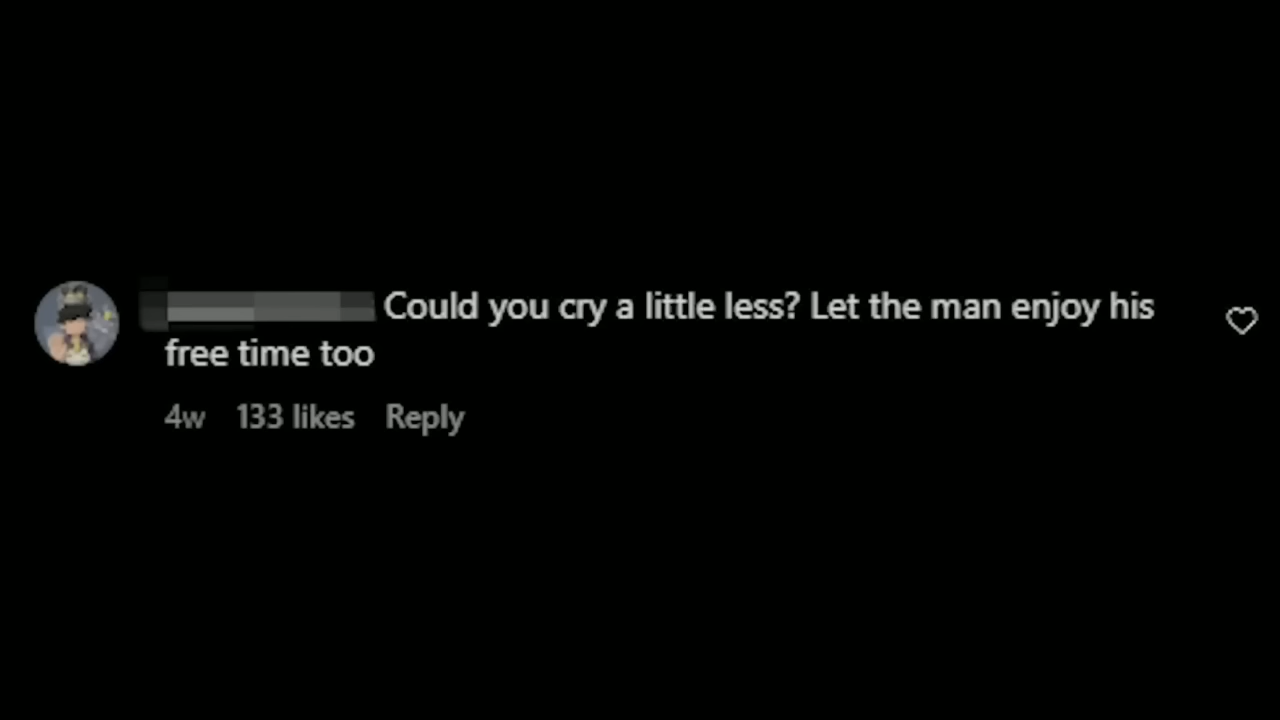 Could you cry a little less? Let the man enjoy his
free time too
4w 133 likes Reply